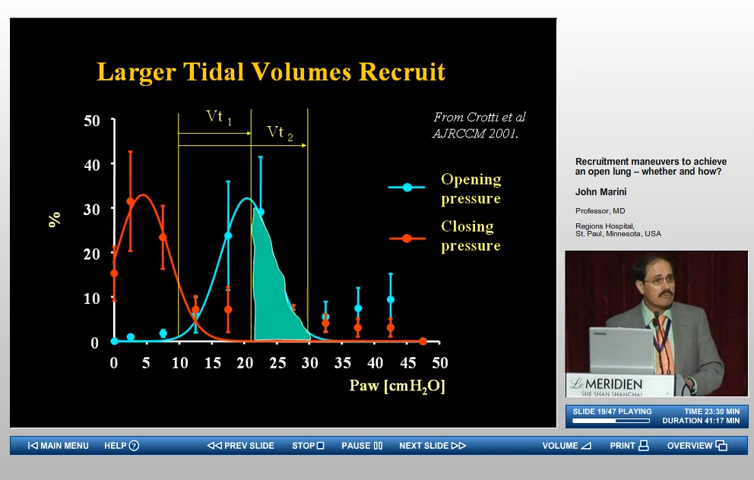 Larger Tidal Volumes Recruit
From Crotti et al
AJRCCM 2001.
Vt 1
Vt 2
Opening
pressure
Closing
pressure
%
50
40
30
20
10
0
0 5 10 15 20 25 30 35 40 45 50
Paw [cmH2O]
Recruitment maneuvers to achieve
an open lung – whether and how?
John Marini
Professor, MD
Regions Hospital,
St. Paul, Minnesota, USA
Le MERIDIEN
SHE SHAN SHANGHAI
SLIDE 19/47 PLAYING TIME 23:30 MIN
DURATION 41:17 MIN
MAIN MENU HELP ? PREV SLIDE STOP PAUSE NEXT SLIDE VOLUME PRINT OVERVIEW